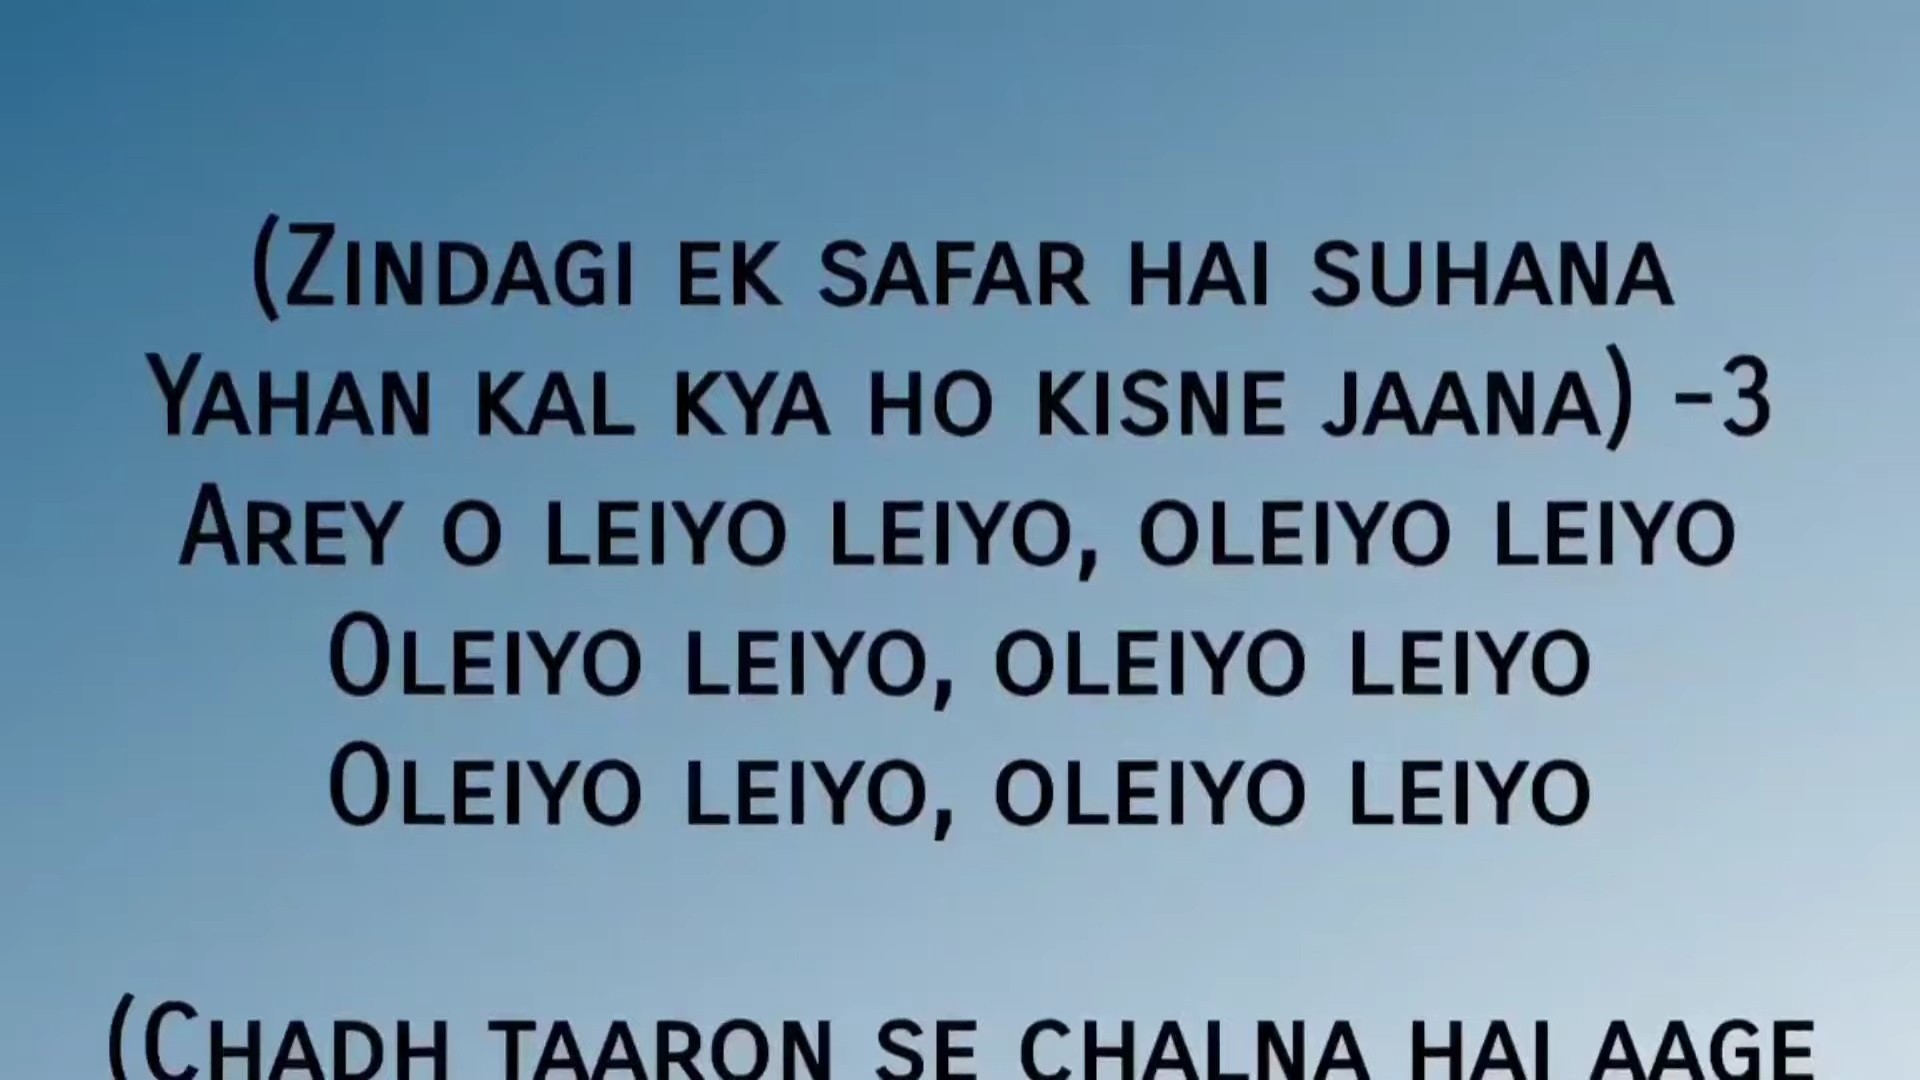 (Zindagi ek safar hai suhana
Yahan kal kya ho kisne jaana) -3
Arey o leiyo leiyo, oleiyo leiyo
Oleiyo leiyo, oleiyo leiyo
Oleiyo leiyo, oleiyo leiyo
(Chadh taaron se chalna hai aage